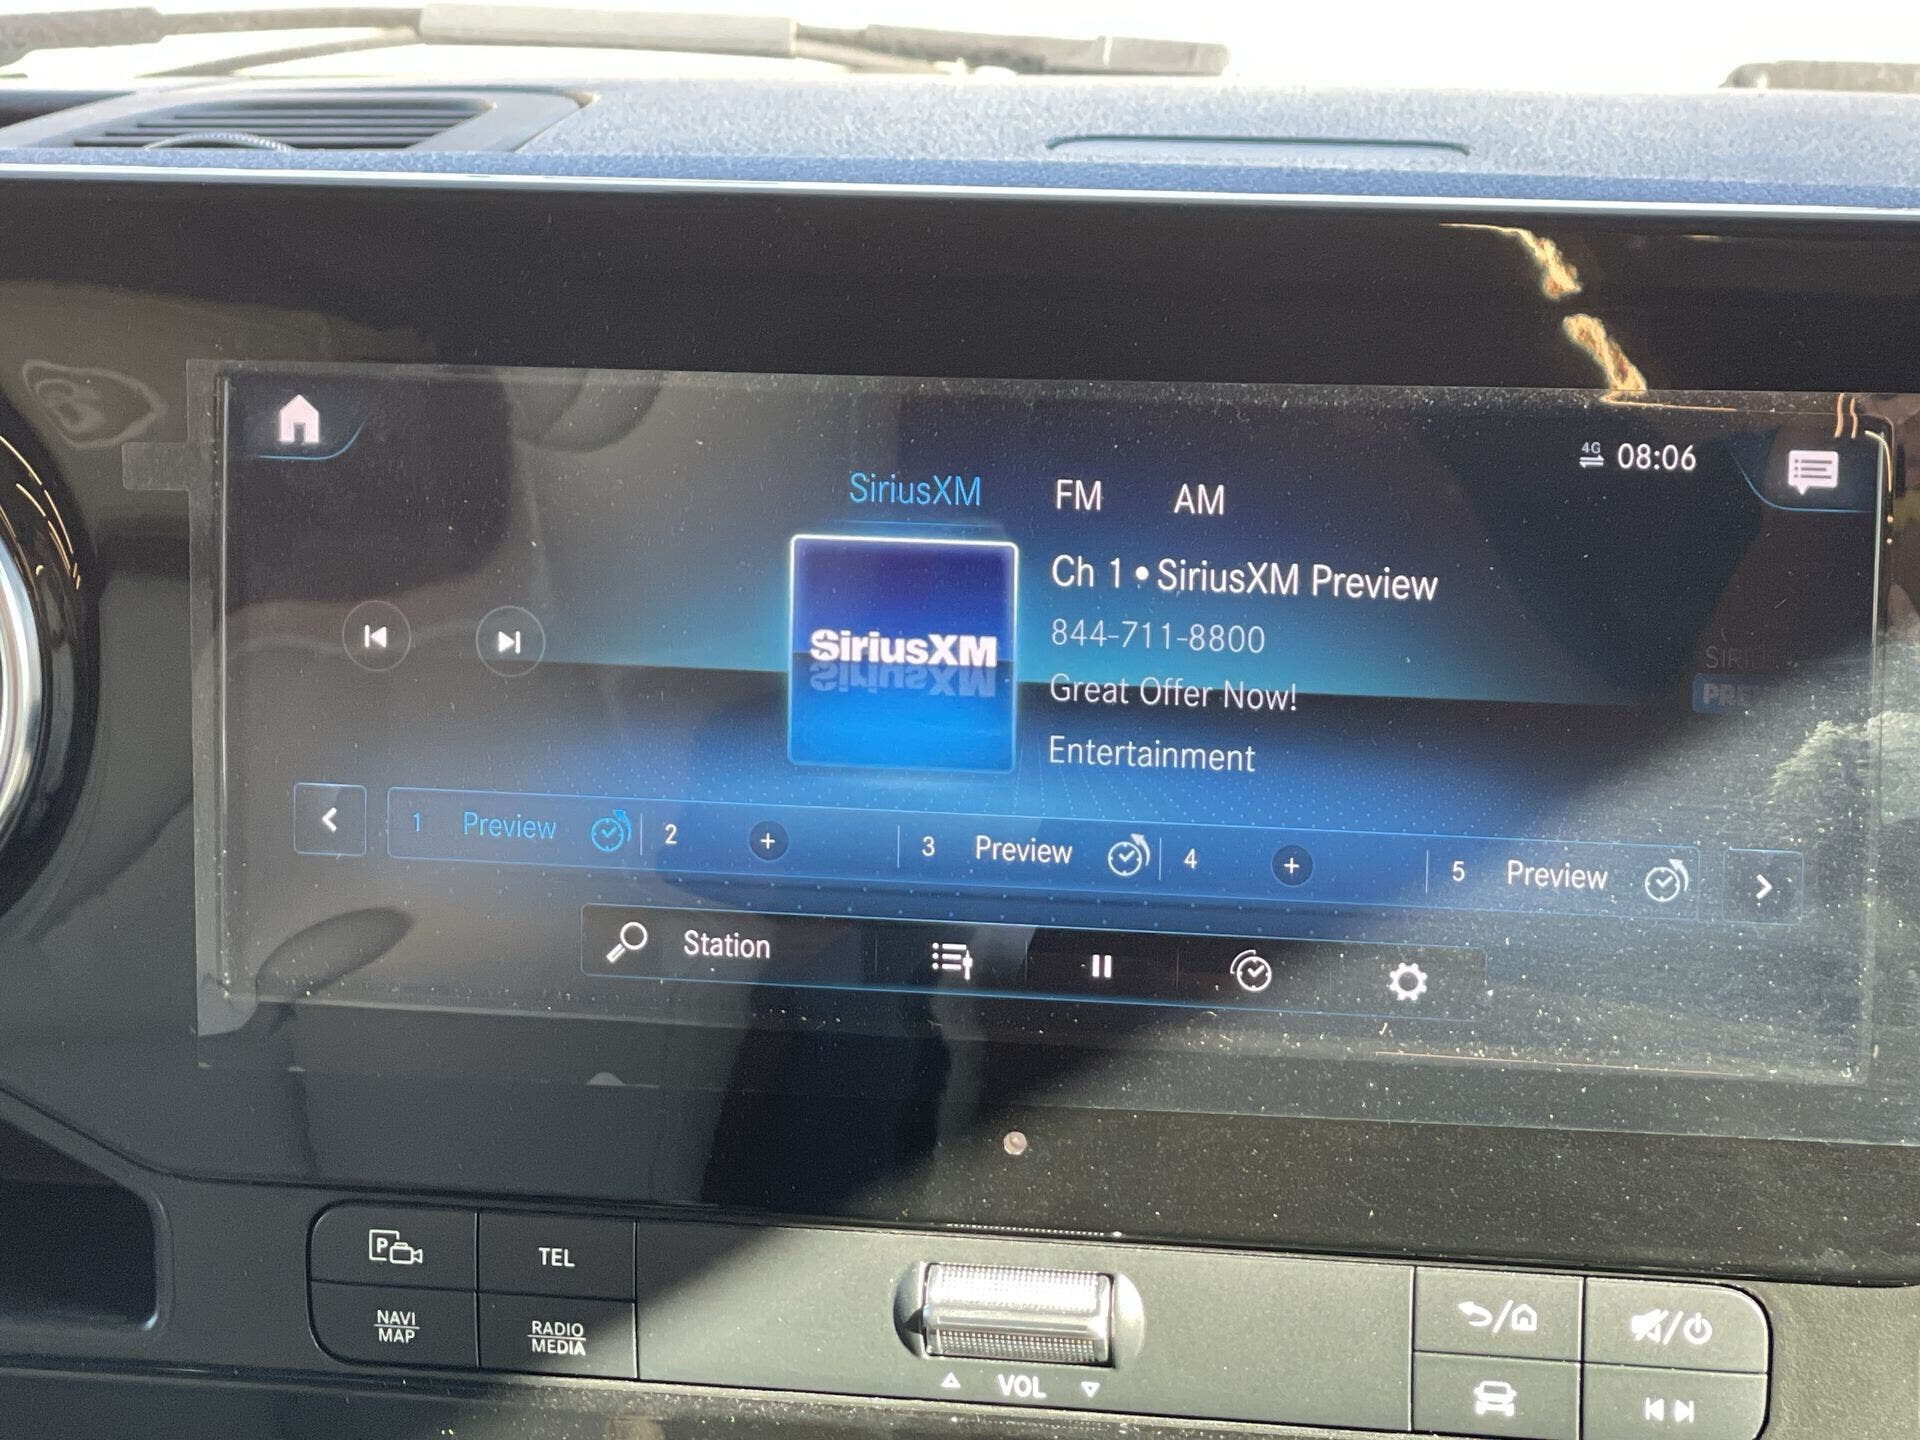 4G 08:06
SiriusXM FM AM
Ch 1 • SiriusXM Preview
844-711-8800
Great Offer Now!
Entertainment
SiriusXM
1 Preview 2 + 3 Preview 4 + 5 Preview
Station
P
TEL
NAVI
MAP
RADIO
MEDIA
VOL